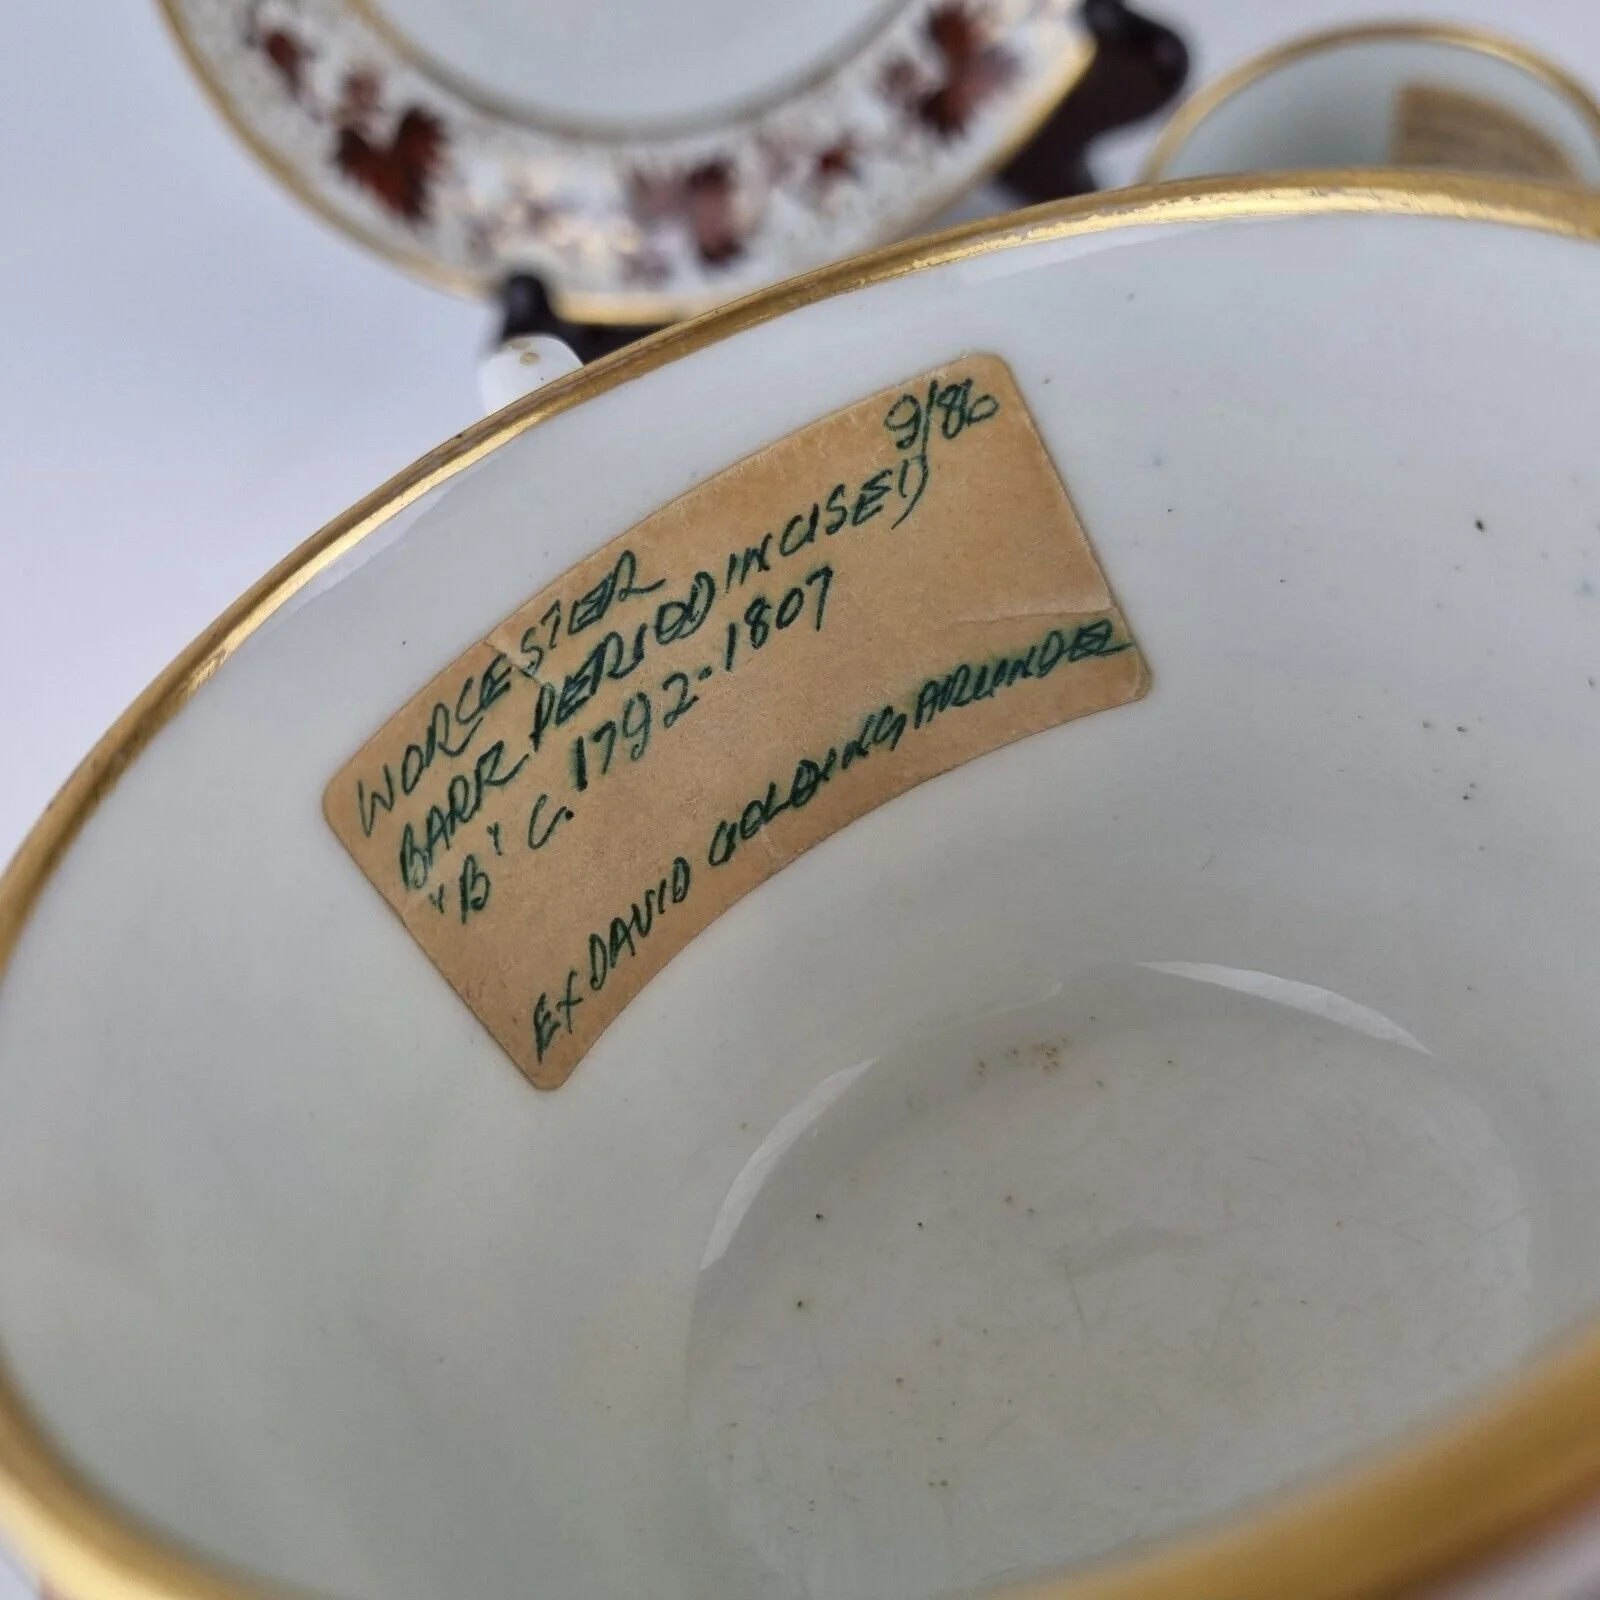 9/86
WORCESTER
BARR PERIOD INCISED
"B" C. 1792-1807
EX DAVID GOLDING ARUNDEL